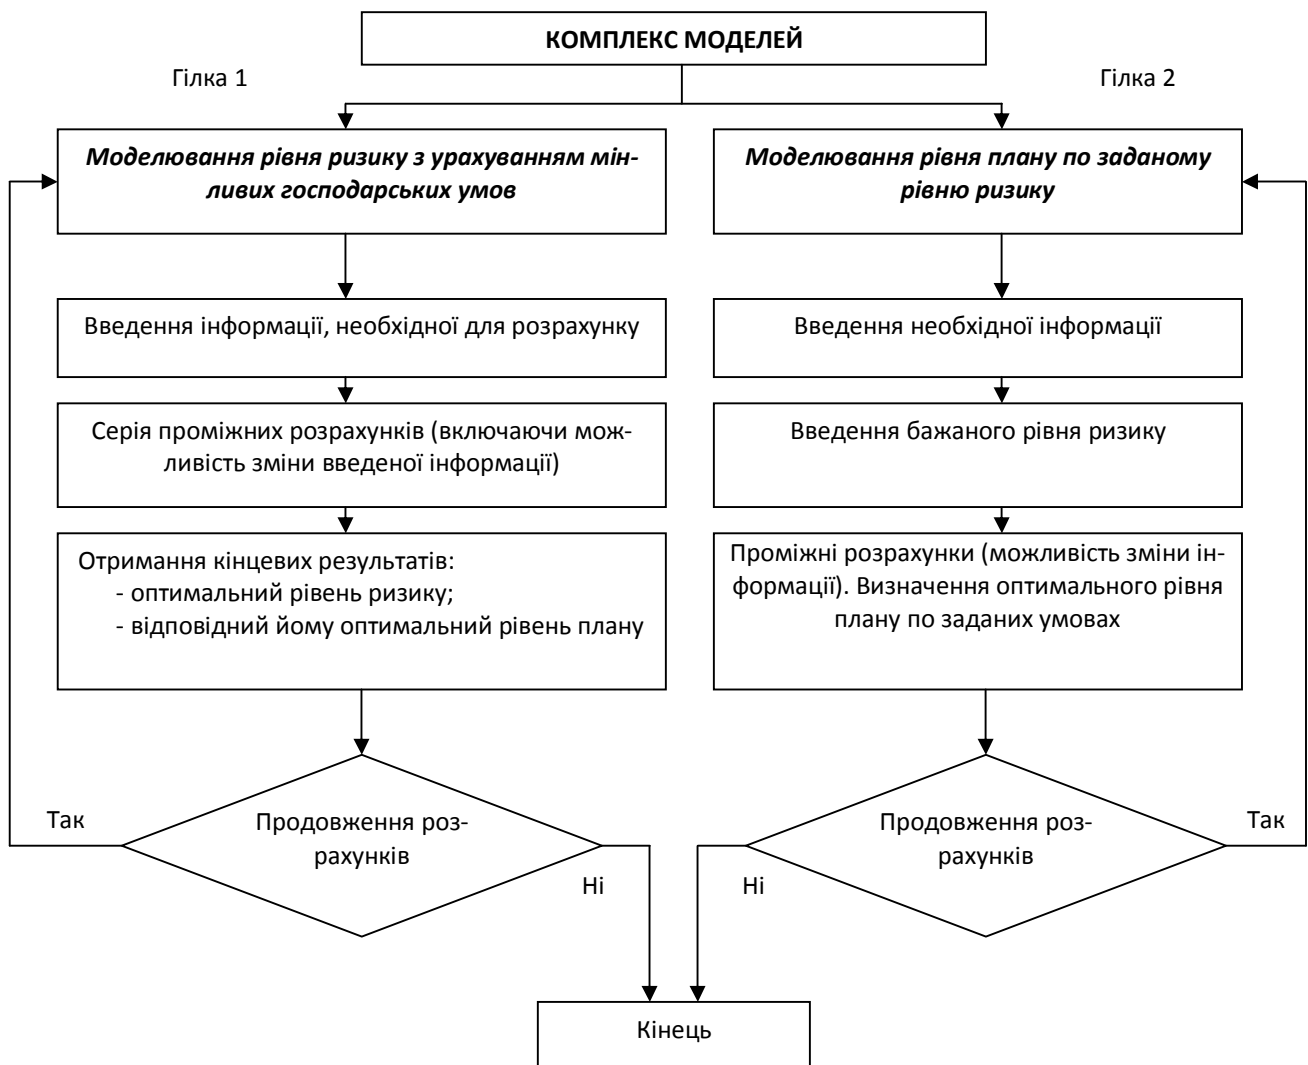 КОМПЛЕКС МОДЕЛЕЙ
Гілка 1
Гілка 2
Моделювання рівня ризику з урахуванням мін-
ливих господарських умов
Моделювання рівня плану по заданому
рівню ризику
Введення інформації, необхідної для розрахунку
Введення необхідної інформації
Серія проміжних розрахунків (включаючи мож-
ливість зміни введеної інформації)
Введення бажаного рівня ризику
Отримання кінцевих результатів:
- оптимальний рівень ризику;
- відповідний йому оптимальний рівень плану
Проміжні розрахунки (можливість зміни ін-
формації). Визначення оптимального рівня
плану по заданих умовах
Так
Продовження роз-
рахунків
Ні
Продовження роз-
рахунків
Так
Ні
Кінець